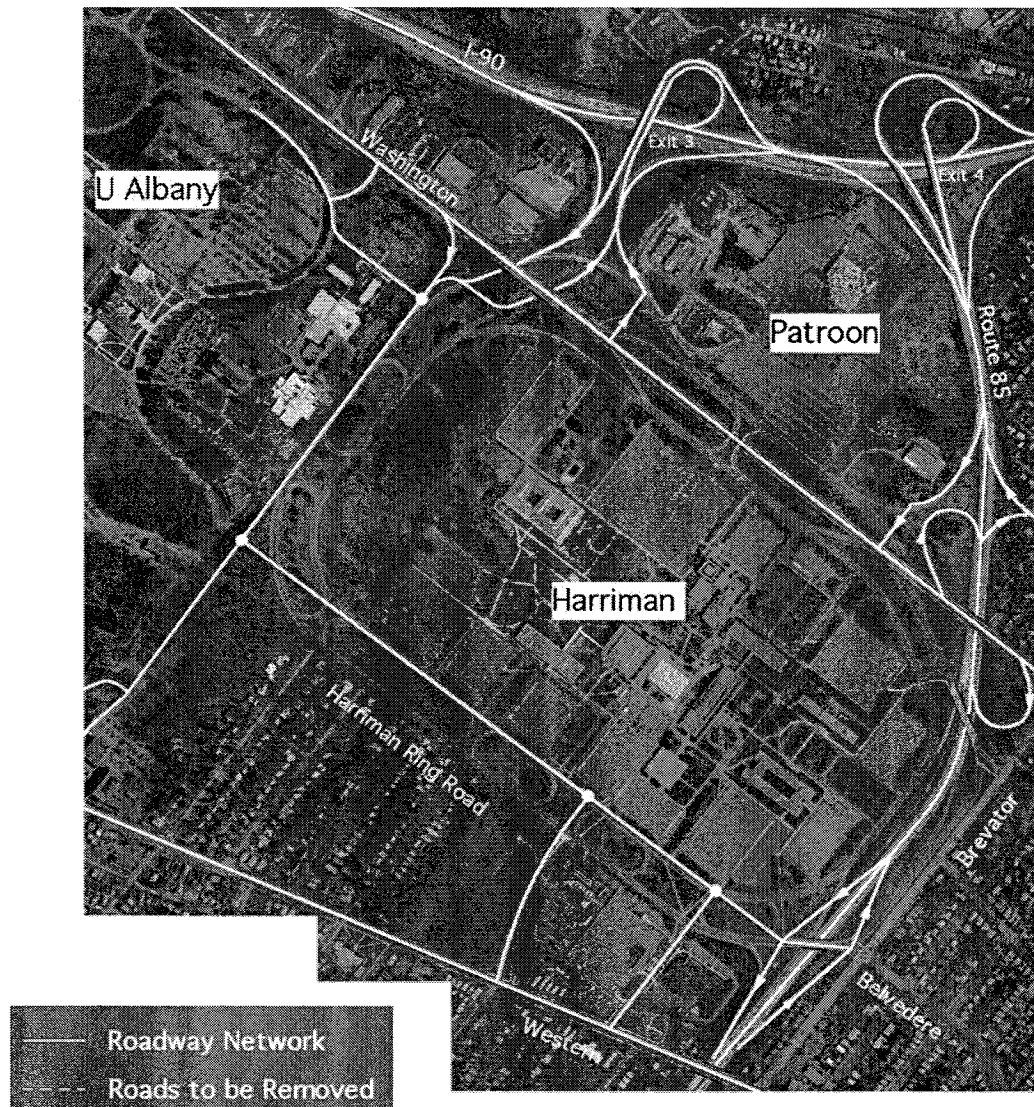 I-90
Exit 3
Exit 4
Washington
U Albany
Patroon
Route 85
Harriman
Harriman Ring Road
Brevator
Belvedere
Western
Roadway Network
Roads to be Removed